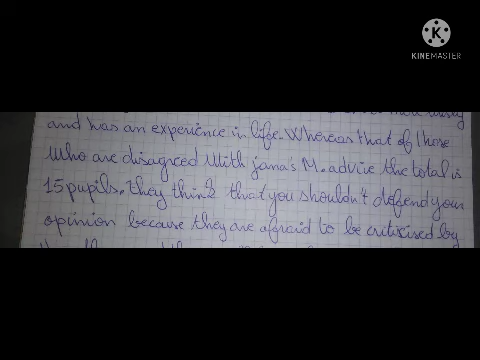 KINEMASTER
and has an experience in life. Whereas that of those
who are disagreed with jana's M. advice the total is
15 pupils. they think that you shouldn't defend your
opinion because they are afraid to be criticised by